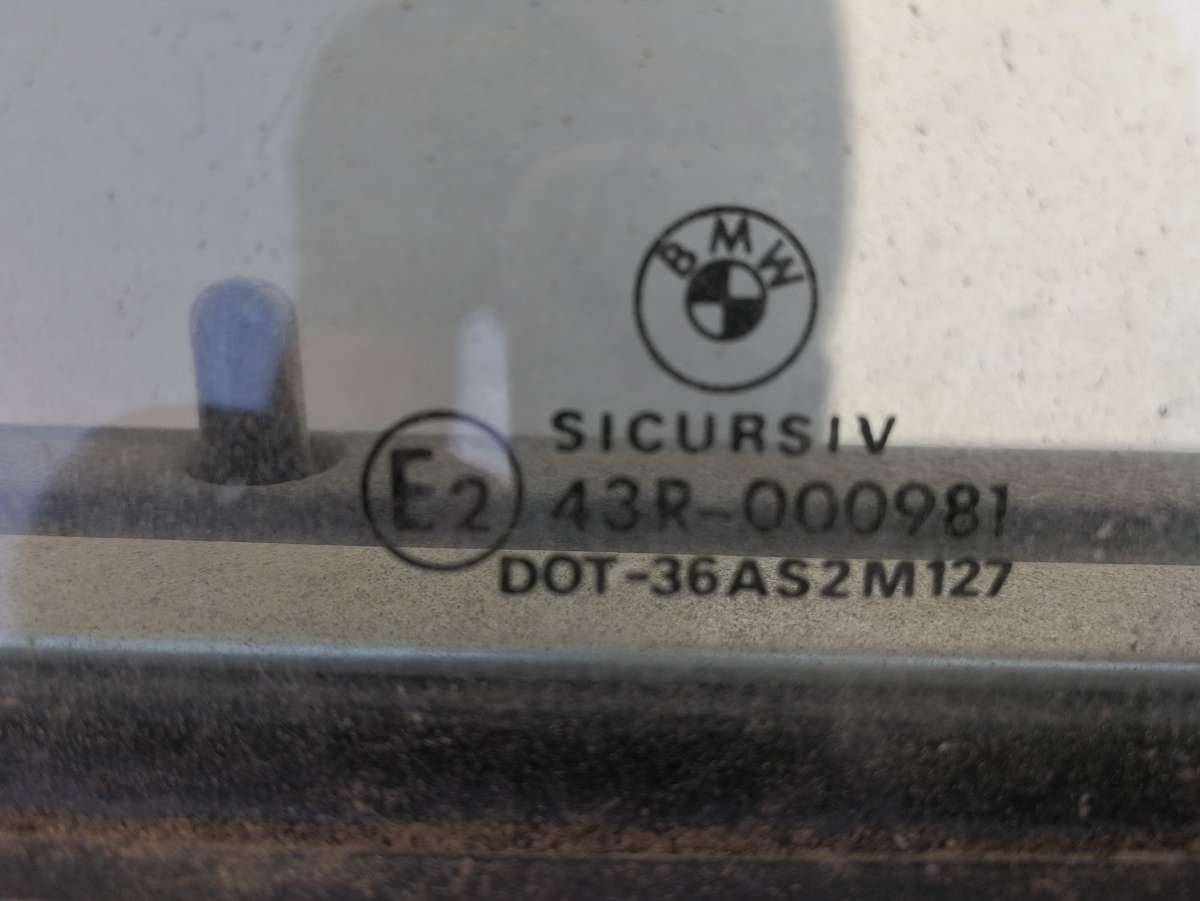 BMW
SICURSIV
E2 43R-000981
DOT-36AS2M127